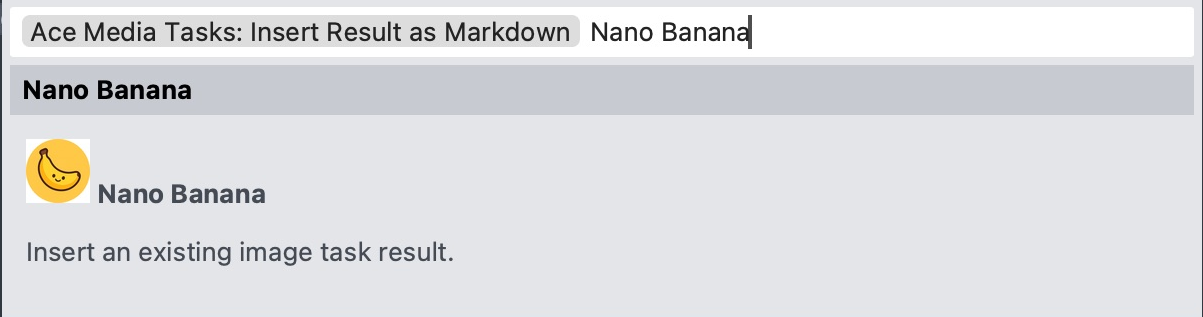 Ace Media Tasks: Insert Result as Markdown Nano Banana
Nano Banana
Nano Banana
Insert an existing image task result.